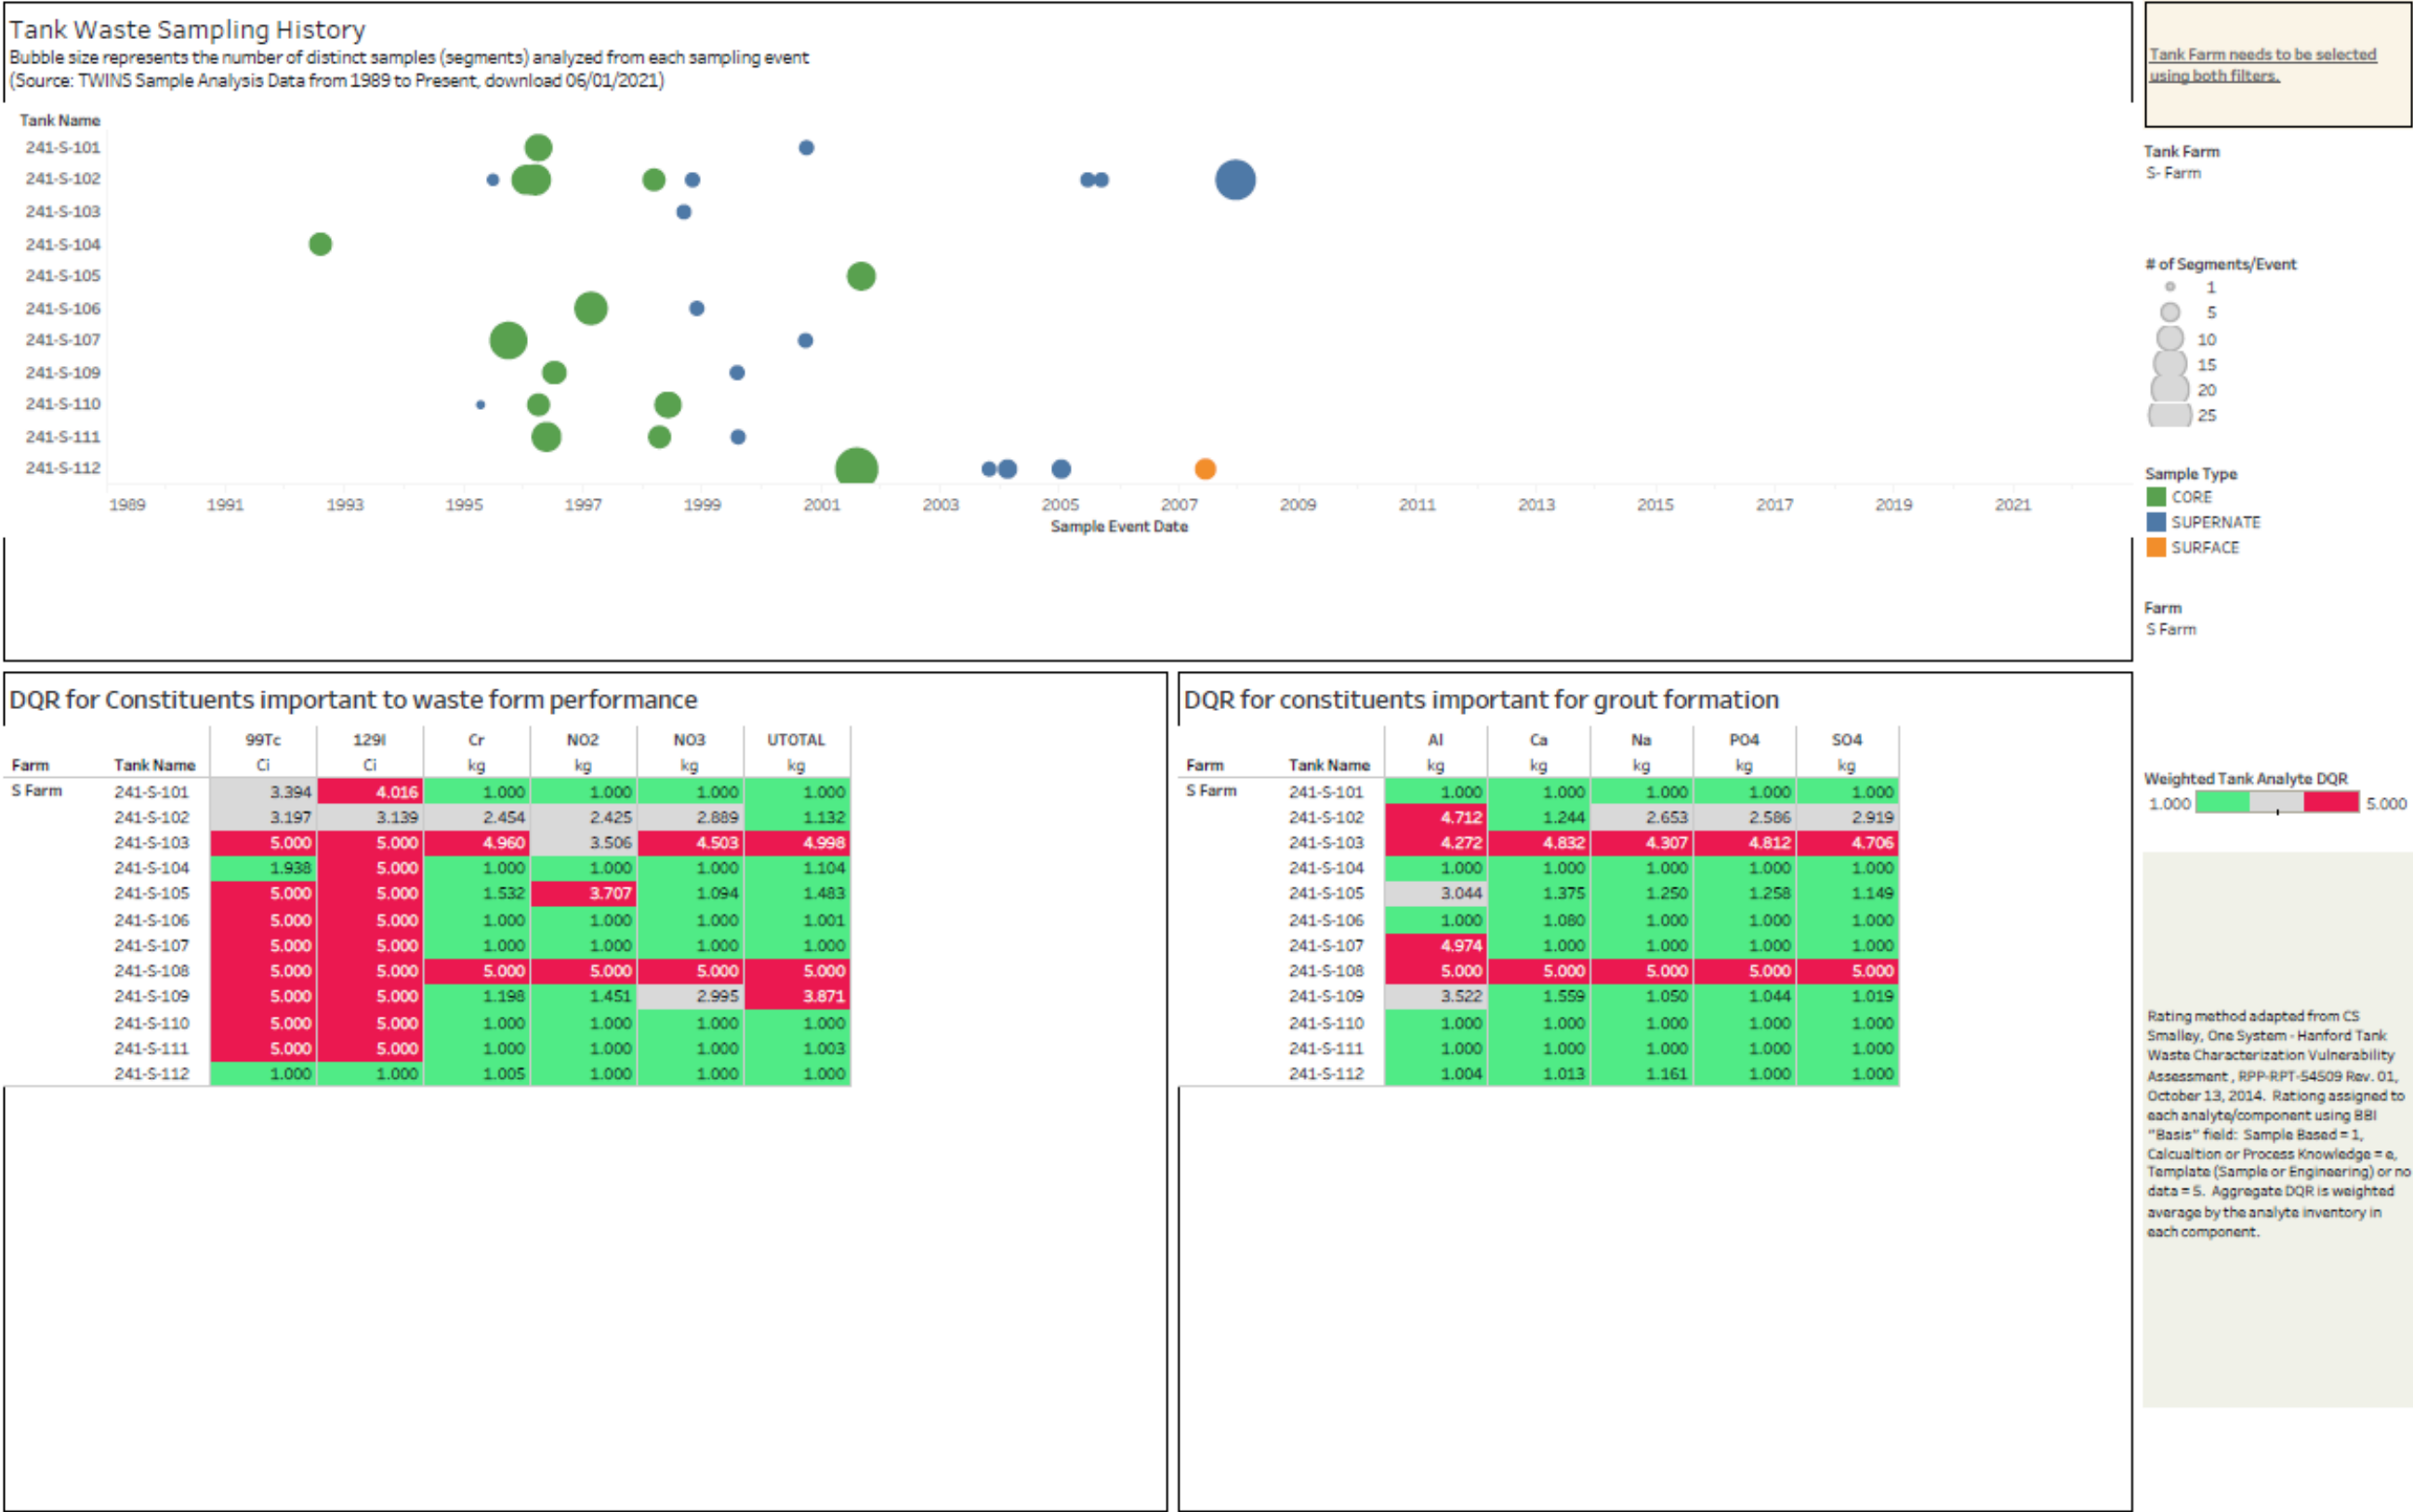 Tank Waste Sampling History
Bubble size represents the number of distinct samples (segments) analyzed from each sampling event
(Source: TWINS Sample Analysis Data from 1989 to Present, download 06/01/2021)
Tank Name
241-S-101
241-S-102
241-S-103
241-S-104
241-S-105
241-S-106
241-S-107
241-S-109
241-S-110
241-S-111
241-S-112
1989 1991 1993 1995 1997 1999 2001 2003 2005 2007 2009 2011 2013 2015 2017 2019 2021
Sample Event Date
Tank Farm needs to be selected
using both filters.
Tank Farm
S- Farm
# of Segments/Event
1
5
10
15
20
25
Sample Type
CORE
SUPERNATE
SURFACE
Farm
S Farm
DQR for Constituents important to waste form performance
99Tc 129I Cr NO2 NO3 UTOTAL
Farm Tank Name Ci Ci kg kg kg kg
S Farm 241-S-101 3.394 4.016 1.000 1.000 1.000 1.000
241-S-102 3.197 3.139 2.454 2.425 2.889 1.132
241-S-103 5.000 5.000 4.960 3.506 4.503 4.998
241-S-104 1.938 5.000 1.000 1.000 1.000 1.104
241-S-105 5.000 5.000 1.532 3.707 1.094 1.483
241-S-106 5.000 5.000 1.000 1.000 1.000 1.001
241-S-107 5.000 5.000 1.000 1.000 1.000 1.000
241-S-108 5.000 5.000 5.000 5.000 5.000 5.000
241-S-109 5.000 5.000 1.198 1.451 2.995 3.871
241-S-110 5.000 5.000 1.000 1.000 1.000 1.000
241-S-111 5.000 5.000 1.000 1.000 1.000 1.003
241-S-112 1.000 1.000 1.005 1.000 1.000 1.000
DQR for constituents important for grout formation
Al Ca Na PO4 SO4
Farm Tank Name kg kg kg kg kg
S Farm 241-S-101 1.000 1.000 1.000 1.000 1.000
241-S-102 4.712 1.244 2.653 2.586 2.919
241-S-103 4.272 4.832 4.307 4.812 4.706
241-S-104 1.000 1.000 1.000 1.000 1.000
241-S-105 3.044 1.375 1.250 1.258 1.149
241-S-106 1.000 1.080 1.000 1.000 1.000
241-S-107 4.974 1.000 1.000 1.000 1.000
241-S-108 5.000 5.000 5.000 5.000 5.000
241-S-109 3.522 1.559 1.050 1.044 1.019
241-S-110 1.000 1.000 1.000 1.000 1.000
241-S-111 1.000 1.000 1.000 1.000 1.000
241-S-112 1.004 1.013 1.161 1.000 1.000
Weighted Tank Analyte DQR
1.000 5.000
Rating method adapted from CS
Smalley, One System - Hanford Tank
Waste Characterization Vulnerability
Assessment , RPP-RPT-54509 Rev. 01,
October 13, 2014. Rationg assigned to
each analyte/component using BBI
"Basis" field: Sample Based = 1,
Calcualtion or Process Knowledge = e,
Template (Sample or Engineering) or no
data = 5. Aggregate DQR is weighted
average by the analyte inventory in
each component.